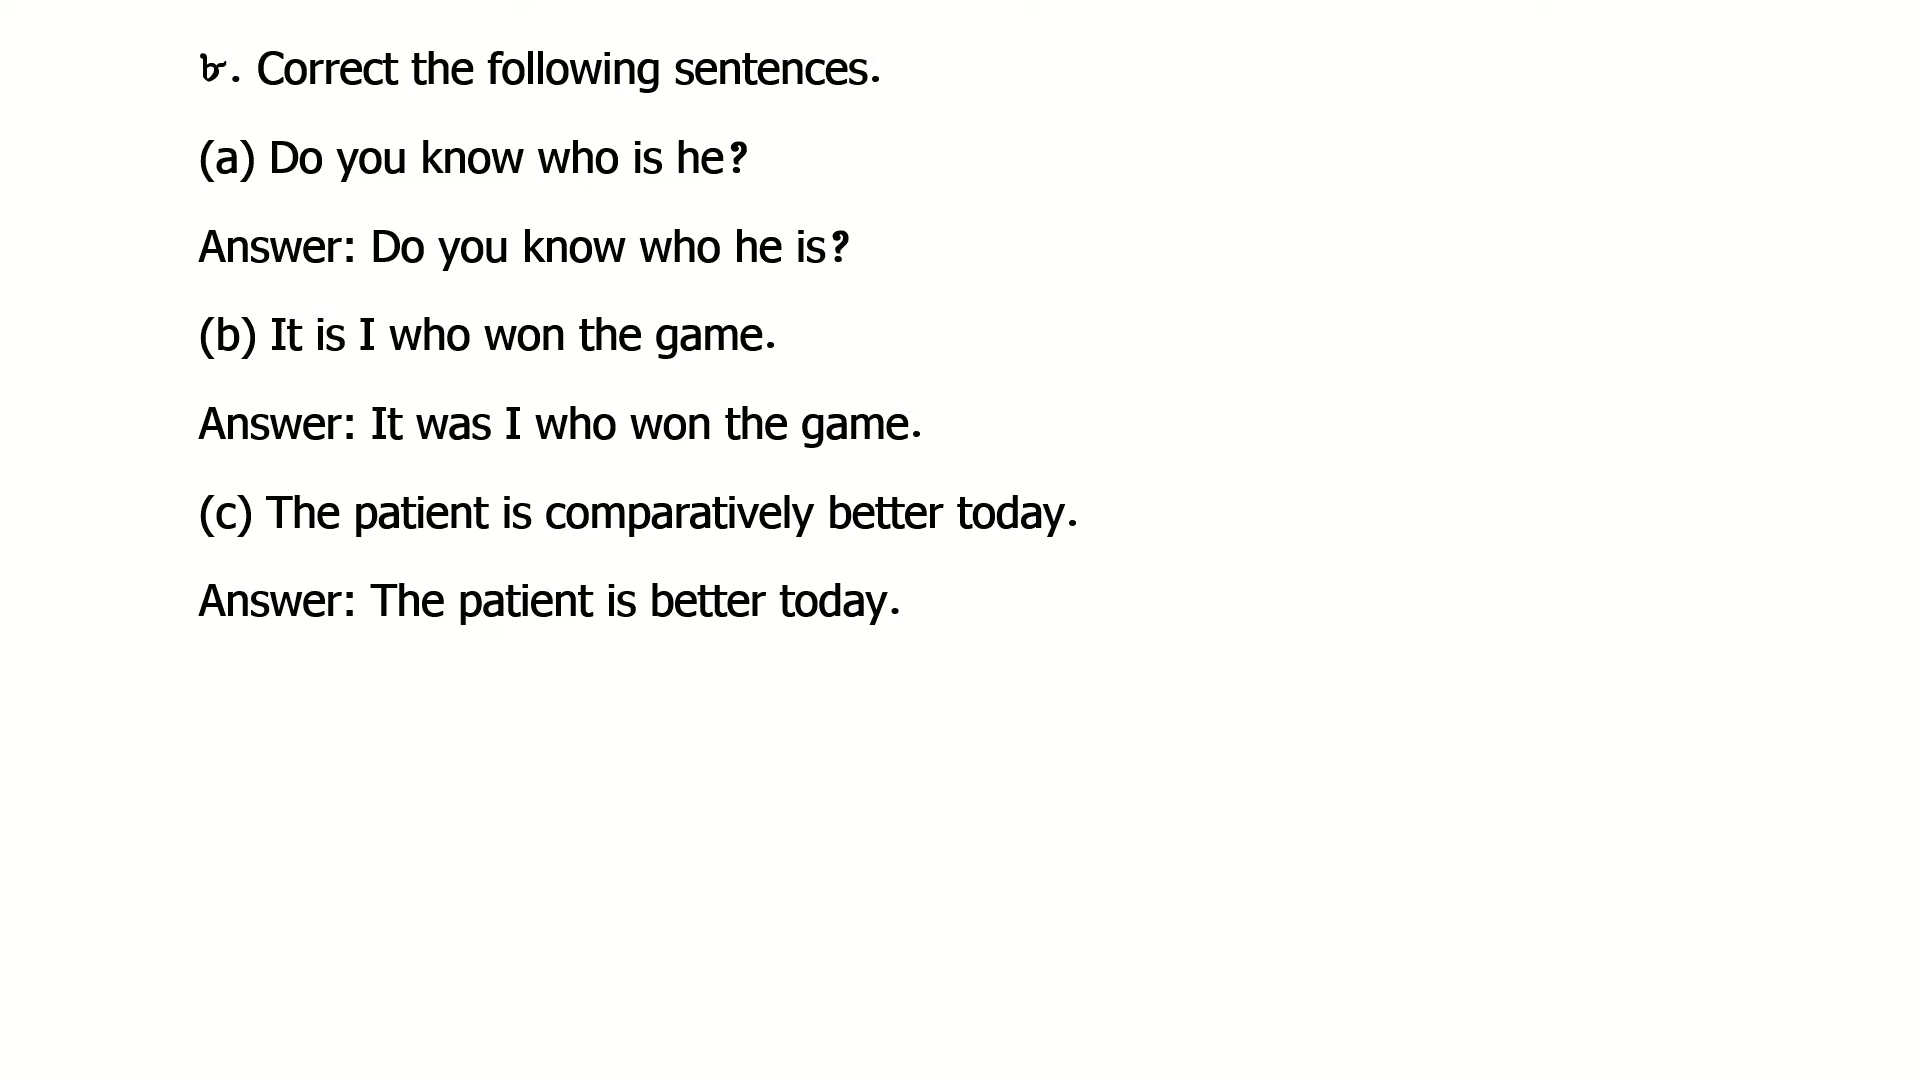 ৮. Correct the following sentences.
(a) Do you know who is he?
Answer: Do you know who he is?
(b) It is I who won the game.
Answer: It was I who won the game.
(c) The patient is comparatively better today.
Answer: The patient is better today.